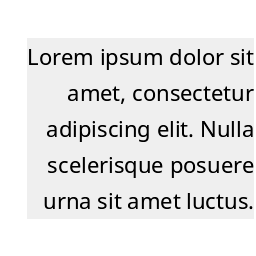 Lorem ipsum dolor sit
amet, consectetur
adipiscing elit. Nulla
scelerisque posuere
urna sit amet luctus.